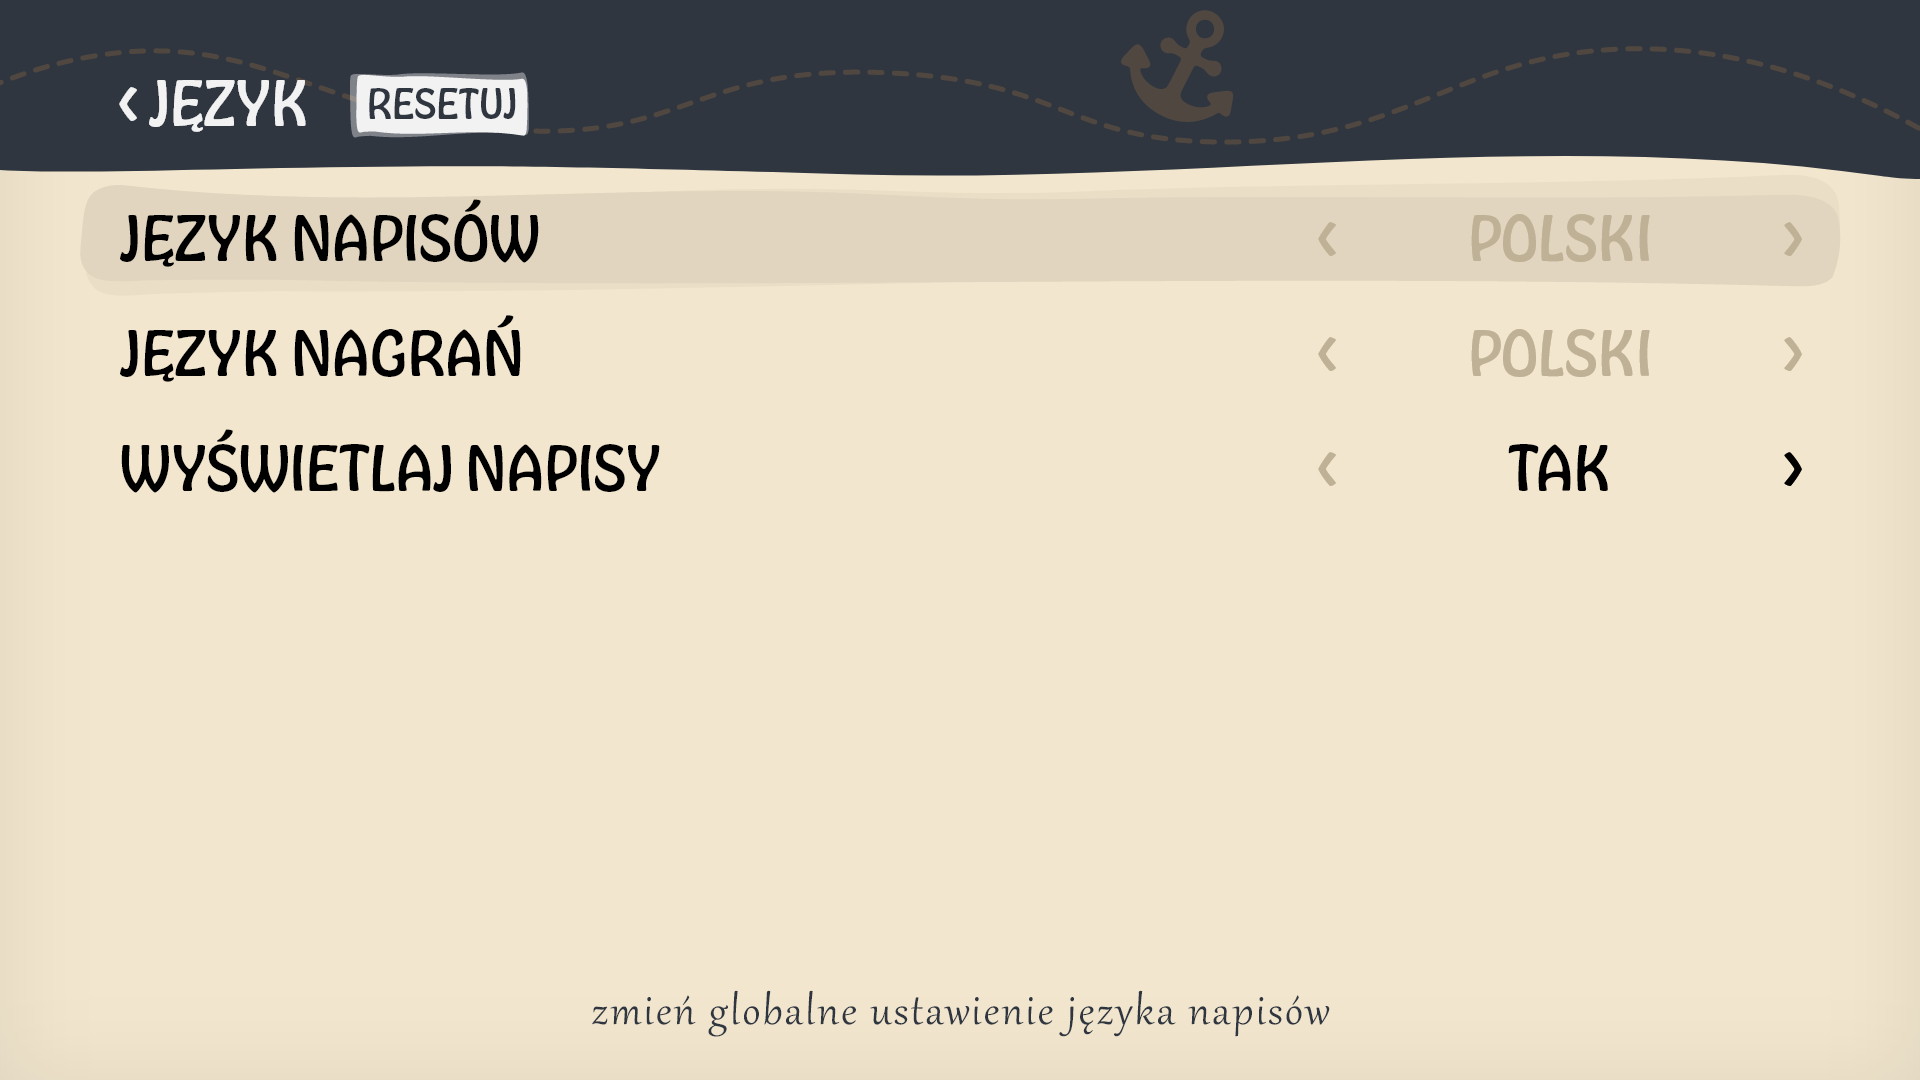 JĘZYK RESETUJ
JĘZYK NAPISÓW POLSKI
JĘZYK NAGRAŃ POLSKI
WYŚWIETLAJ NAPISY TAK
zmień globalne ustawienie języka napisów